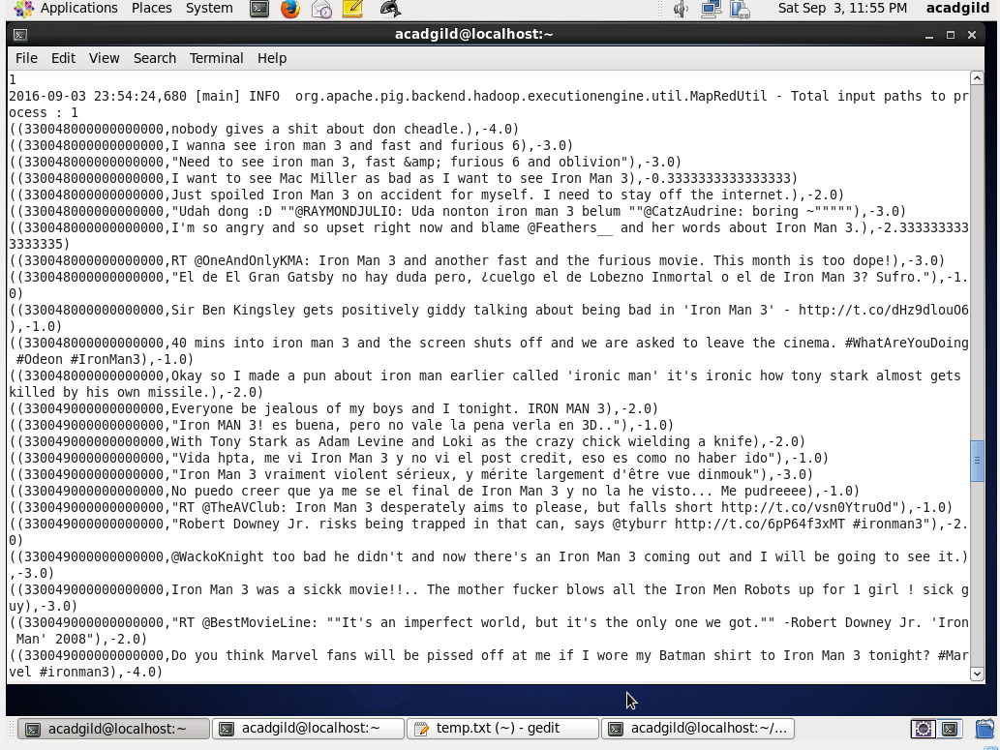 Applications Places System Sat Sep 3, 11:55 PM acadgild
acadgild@localhost:~
File Edit View Search Terminal Help
1
2016-09-03 23:54:24,680 [main] INFO  org.apache.pig.backend.hadoop.executionengine.util.MapRedUtil - Total input paths to pr
ocess : 1
((330048000000000000,nobody gives a shit about don cheadle.),-4.0)
((330048000000000000,I wanna see iron man 3 and fast and furious 6),-3.0)
((330048000000000000,"Need to see iron man 3, fast &amp; furious 6 and oblivion"),-3.0)
((330048000000000000,I want to see Mac Miller as bad as I want to see Iron Man 3),-0.3333333333333333)
((330048000000000000,Just spoiled Iron Man 3 on accident for myself. I need to stay off the internet.),-2.0)
((330048000000000000,"Udah dong :D ""@RAYMONDJULIO: Uda nonton iron man 3 belum ""@CatzAudrine: boring ~"""""),-3.0)
((330048000000000000,I'm so angry and so upset right now and blame @Feathers__ and her words about Iron Man 3.),-2.333333333
3333335)
((330048000000000000,RT @OneAndOnlyKMA: Iron Man 3 and another fast and the furious movie. This month is too dope!),-3.0)
((330048000000000000,"El de El Gran Gatsby no hay duda pero, ¿cuelgo el de Lobezno Inmortal o el de Iron Man 3? Sufro."),-1.
0)
((330048000000000000,Sir Ben Kingsley gets positively giddy talking about being bad in 'Iron Man 3' - http://t.co/dHz9dlouO6
),-1.0)
((330048000000000000,40 mins into iron man 3 and the screen shuts off and we are asked to leave the cinema. #WhatAreYouDoing
 #Odeon #IronMan3),-1.0)
((330048000000000000,Okay so I made a pun about iron man earlier called 'ironic man' it's ironic how tony stark almost gets
killed by his own missile.),-2.0)
((330049000000000000,Everyone be jealous of my boys and I tonight. IRON MAN 3),-2.0)
((330049000000000000,"Iron MAN 3! es buena, pero no vale la pena verla en 3D.."),-1.0)
((330049000000000000,With Tony Stark as Adam Levine and Loki as the crazy chick wielding a knife),-2.0)
((330049000000000000,"Vida hpta, me vi Iron Man 3 y no vi el post credit, eso es como no haber ido"),-1.0)
((330049000000000000,"Iron Man 3 vraiment violent sérieux, y mérite largement d'être vue dinmouk"),-3.0)
((330049000000000000,No puedo creer que ya me se el final de Iron Man 3 y no la he visto... Me pudreeee),-1.0)
((330049000000000000,"RT @TheAVClub: Iron Man 3 desperately aims to please, but falls short http://t.co/vsn0YtruOd"),-1.0)
((330049000000000000,"Robert Downey Jr. risks being trapped in that can, says @tyburr http://t.co/6pP64f3xMT #ironman3"),-2.
0)
((330049000000000000,@WackoKnight too bad he didn't and now there's an Iron Man 3 coming out and I will be going to see it.)
,-3.0)
((330049000000000000,Iron Man 3 was a sickk movie!!.. The mother fucker blows all the Iron Men Robots up for 1 girl ! sick g
uy),-3.0)
((330049000000000000,"RT @BestMovieLine: ""It's an imperfect world, but it's the only one we got."" -Robert Downey Jr. 'Iron
 Man' 2008"),-2.0)
((330049000000000000,Do you think Marvel fans will be pissed off at me if I wore my Batman shirt to Iron Man 3 tonight? #Mar
vel #ironman3),-4.0)
acadgild@localhost:~ acadgild@localhost:~ temp.txt (~) - gedit acadgild@localhost:~/...